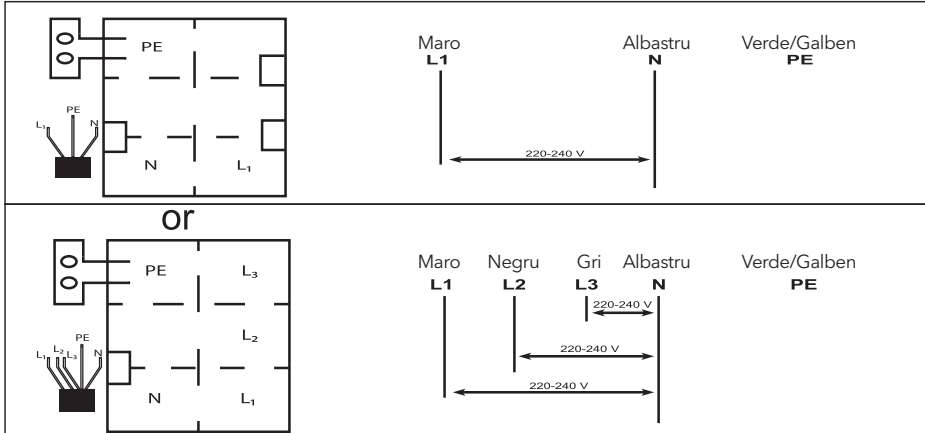 PE
Maro Albastru Verde/Galben
L1 N PE
PE
L₁ N
220-240 V
N L₁
or
PE L₃
Maro Negru Gri Albastru Verde/Galben
L1 L2 L3 N PE
220-240 V
L₂
PE
L₁ L₂ L₃ N
220-240 V
220-240 V
N L₁